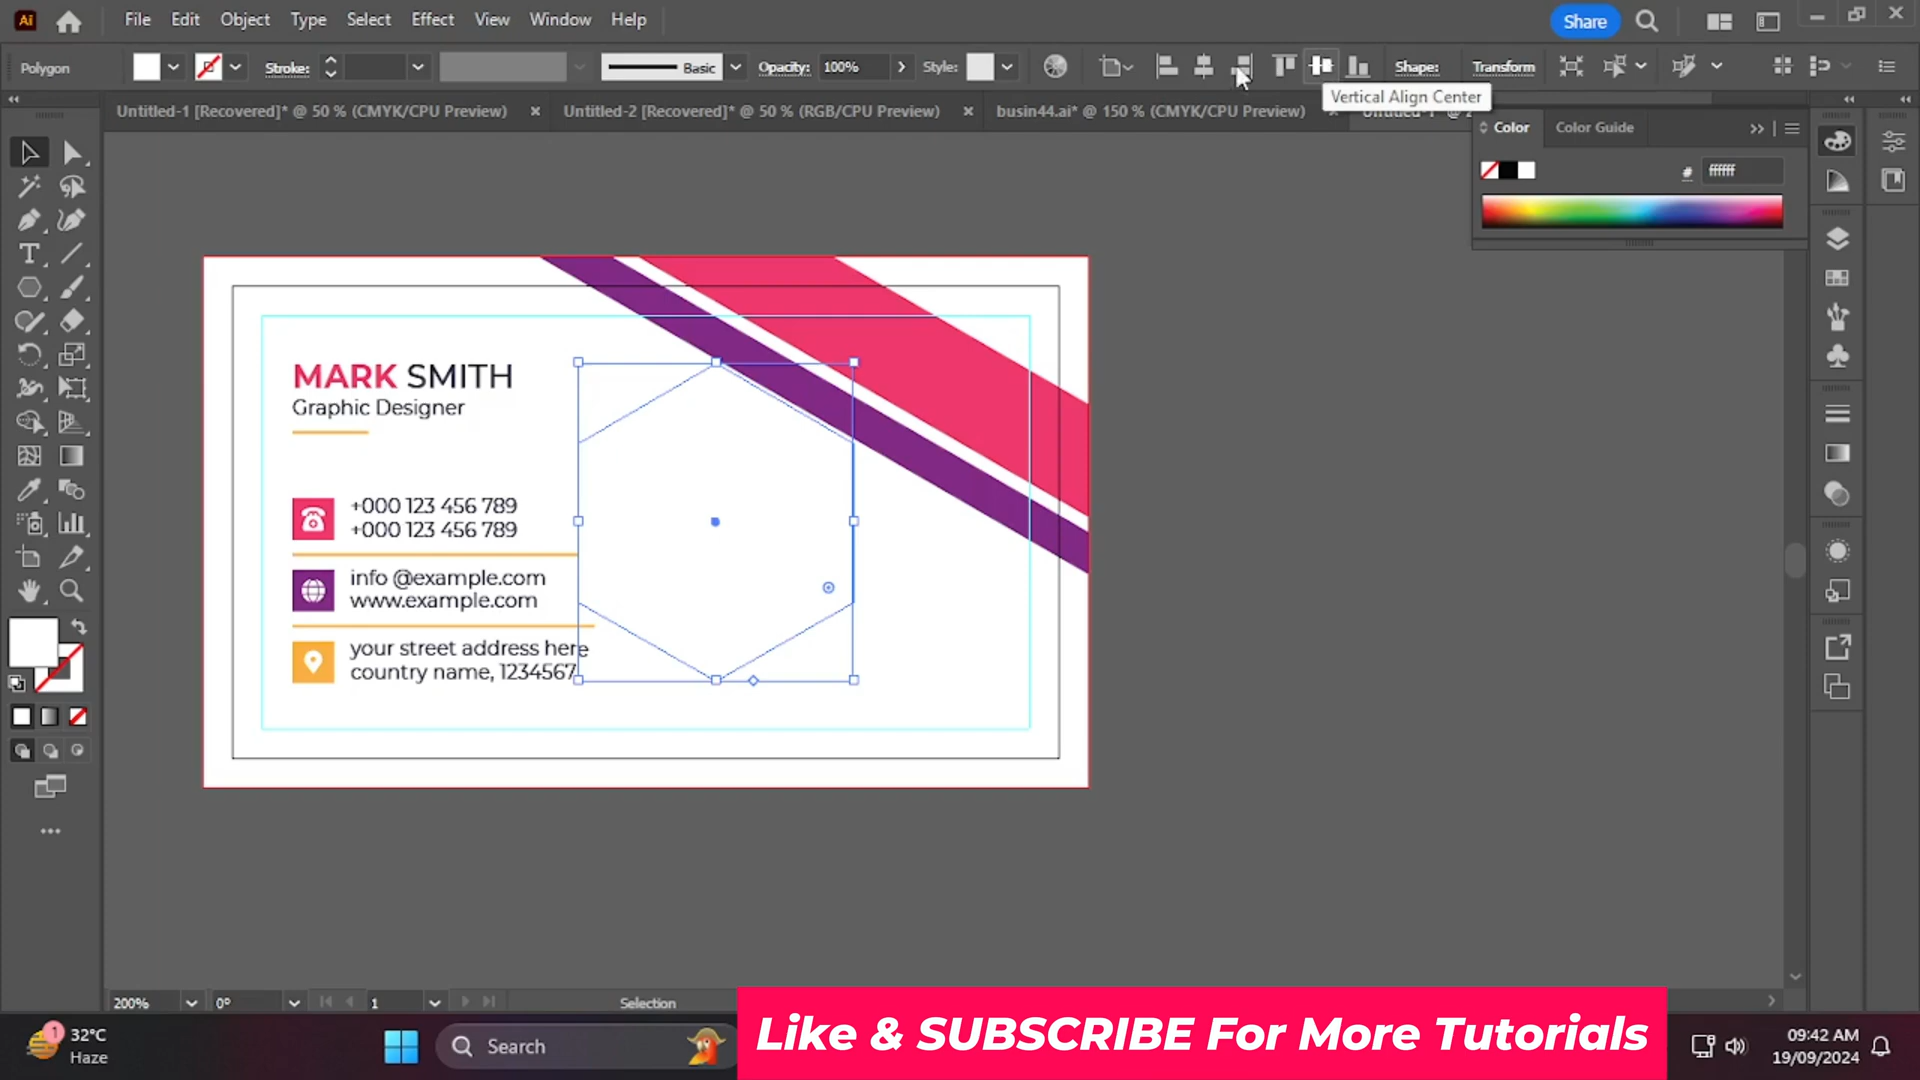 Ai
File Edit Object Type Select Effect View Window Help
Share
Polygon
Stroke:
Basic
Opacity: 100%
Style:
Shape:
Transform
Vertical Align Center
Untitled-1 [Recovered]* @ 50 % (CMYK/CPU Preview)
Untitled-2 [Recovered]* @ 50 % (RGB/CPU Preview)
busin44.ai* @ 150 % (CMYK/CPU Preview)
Color
Color Guide
# ffffff
MARK SMITH
Graphic Designer
+000 123 456 789
+000 123 456 789
info @example.com
www.example.com
your street address here
country name, 1234567
200%
0°
1
Selection
1
32°C
Haze
Search
Like & SUBSCRIBE For More Tutorials
09:42 AM
19/09/2024